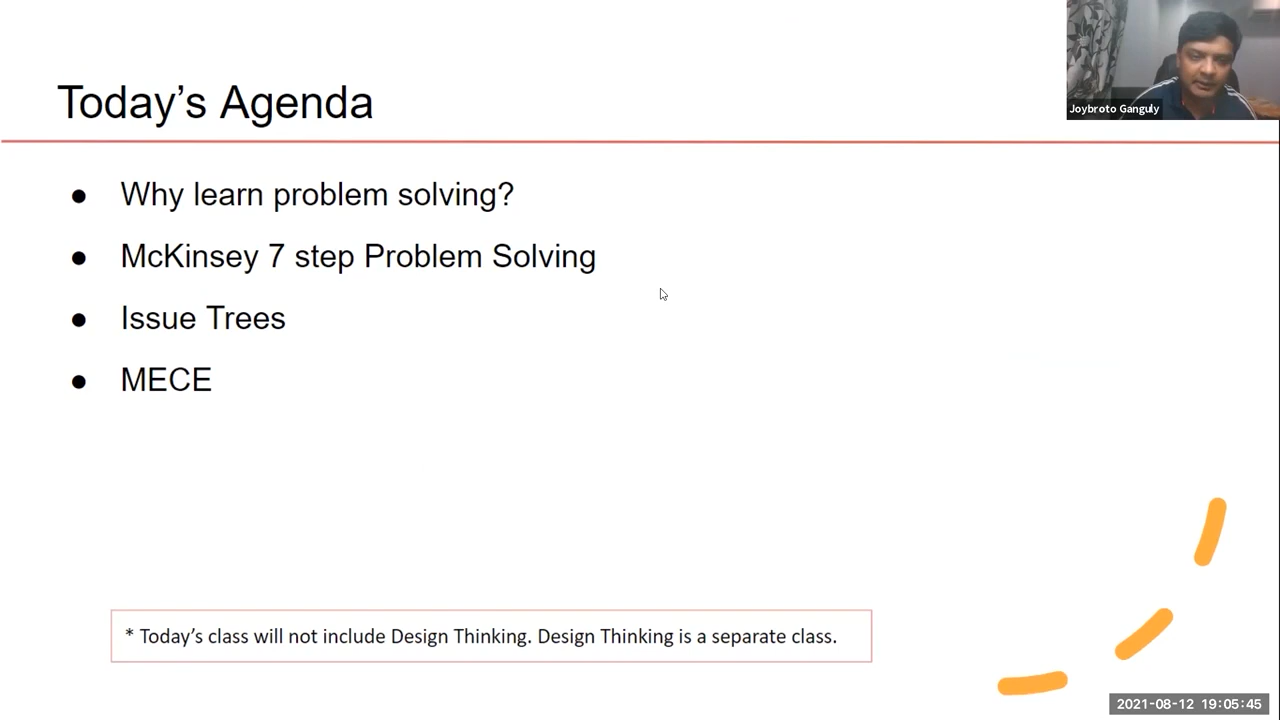 Joybroto Ganguly
Today's Agenda
● Why learn problem solving?
● McKinsey 7 step Problem Solving
● Issue Trees
● MECE
* Today's class will not include Design Thinking. Design Thinking is a separate class.
2021-08-12 19:05:45